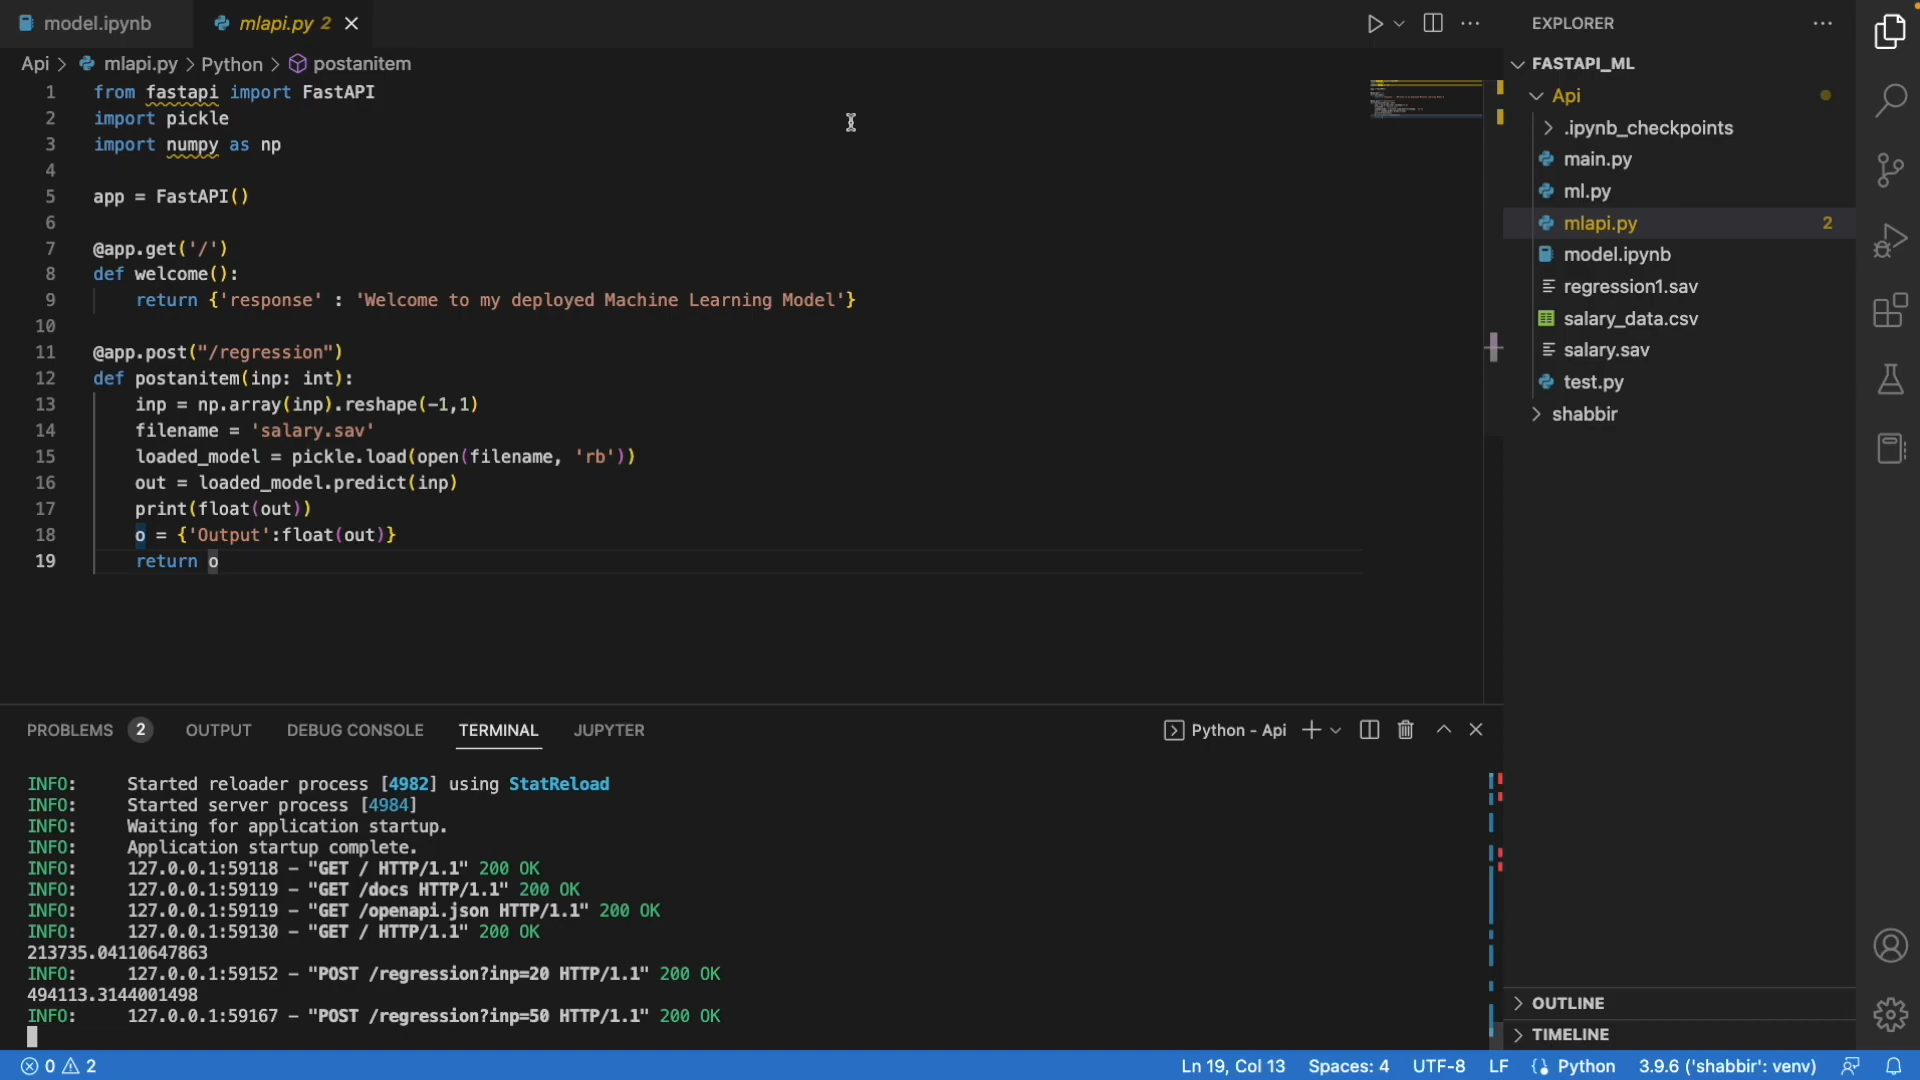 model.ipynb
mlapi.py 2
EXPLORER
Api > mlapi.py > Python > postanitem
FASTAPI_ML
Api
.ipynb_checkpoints
main.py
ml.py
mlapi.py 2
model.ipynb
regression1.sav
salary_data.csv
salary.sav
test.py
shabbir
1 from fastapi import FastAPI
2 import pickle
3 import numpy as np
4
5 app = FastAPI()
6
7 @app.get('/')
8 def welcome():
9 return {'response' : 'Welcome to my deployed Machine Learning Model'}
10
11 @app.post("/regression")
12 def postanitem(inp: int):
13 inp = np.array(inp).reshape(-1,1)
14 filename = 'salary.sav'
15 loaded_model = pickle.load(open(filename, 'rb'))
16 out = loaded_model.predict(inp)
17 print(float(out))
18 o = {'Output':float(out)}
19 return o
PROBLEMS 2 OUTPUT DEBUG CONSOLE TERMINAL JUPYTER
Python - Api
INFO: Started reloader process [4982] using StatReload
INFO: Started server process [4984]
INFO: Waiting for application startup.
INFO: Application startup complete.
INFO: 127.0.0.1:59118 - "GET / HTTP/1.1" 200 OK
INFO: 127.0.0.1:59119 - "GET /docs HTTP/1.1" 200 OK
INFO: 127.0.0.1:59119 - "GET /openapi.json HTTP/1.1" 200 OK
INFO: 127.0.0.1:59130 - "GET / HTTP/1.1" 200 OK
213735.04110647863
INFO: 127.0.0.1:59152 - "POST /regression?inp=20 HTTP/1.1" 200 OK
494113.3144001498
INFO: 127.0.0.1:59167 - "POST /regression?inp=50 HTTP/1.1" 200 OK
OUTLINE
TIMELINE
0 2
Ln 19, Col 13 Spaces: 4 UTF-8 LF Python 3.9.6 ('shabbir': venv)